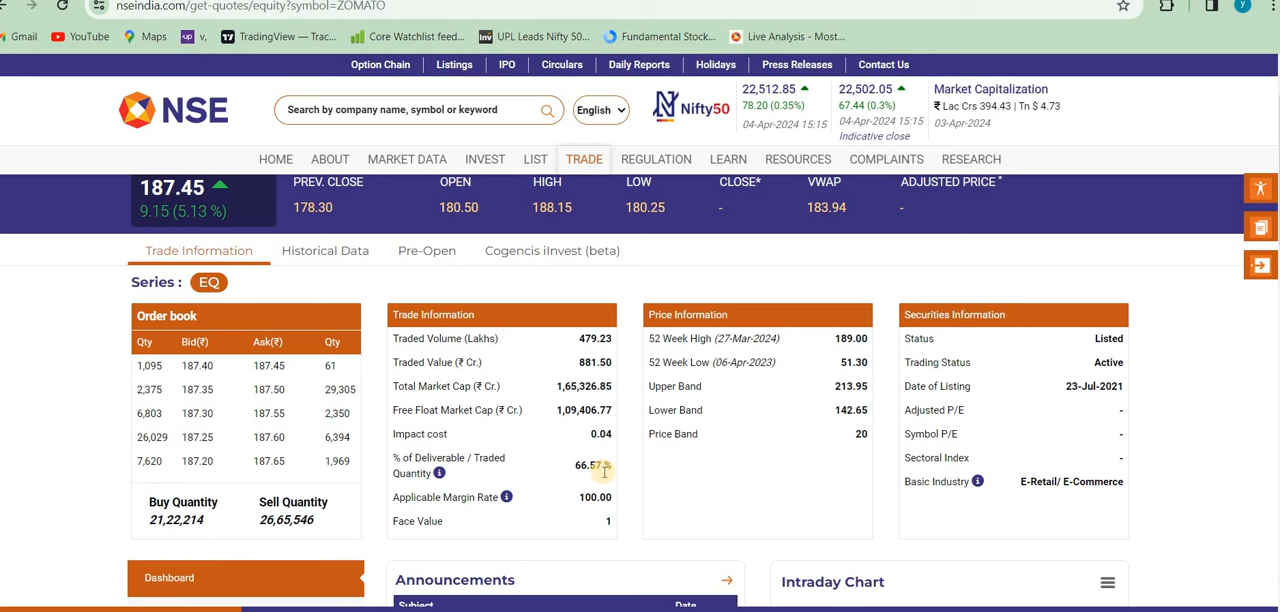 nseindia.com/get-quotes/equity?symbol=ZOMATO
Gmail YouTube Maps v, TradingView — Trac... Core Watchlist feed... UPL Leads Nifty 50... Fundamental Stock... Live Analysis - Most...
Option Chain Listings IPO Circulars Daily Reports Holidays Press Releases Contact Us
NSE
Search by company name, symbol or keyword
English
Nifty50
22,512.85
78.20 (0.35%)
04-Apr-2024 15:15
22,502.05
67.44 (0.3%)
04-Apr-2024 15:15
Indicative close
Market Capitalization
₹ Lac Crs 394.43 | Tn $ 4.73
03-Apr-2024
HOME ABOUT MARKET DATA INVEST LIST TRADE REGULATION LEARN RESOURCES COMPLAINTS RESEARCH
187.45
9.15 (5.13 %)
PREV. CLOSE OPEN HIGH LOW CLOSE* VWAP ADJUSTED PRICE *
178.30 180.50 188.15 180.25 - 183.94 -
Trade Information Historical Data Pre-Open Cogencis iInvest (beta)
Series : EQ
Order book
Qty Bid(₹) Ask(₹) Qty
1,095 187.40 187.45 61
2,375 187.35 187.50 29,305
6,803 187.30 187.55 2,350
26,029 187.25 187.60 6,394
7,620 187.20 187.65 1,969
Buy Quantity Sell Quantity
21,22,214 26,65,546
Trade Information
Traded Volume (Lakhs) 479.23
Traded Value (₹ Cr.) 881.50
Total Market Cap (₹ Cr.) 1,65,326.85
Free Float Market Cap (₹ Cr.) 1,09,406.77
Impact cost 0.04
% of Deliverable / Traded
Quantity 66.57 %
Applicable Margin Rate 100.00
Face Value 1
Price Information
52 Week High (27-Mar-2024) 189.00
52 Week Low (06-Apr-2023) 51.30
Upper Band 213.95
Lower Band 142.65
Price Band 20
Securities Information
Status Listed
Trading Status Active
Date of Listing 23-Jul-2021
Adjusted P/E -
Symbol P/E -
Sectoral Index -
Basic Industry E-Retail/ E-Commerce
Dashboard
Announcements
Subject Date
Intraday Chart